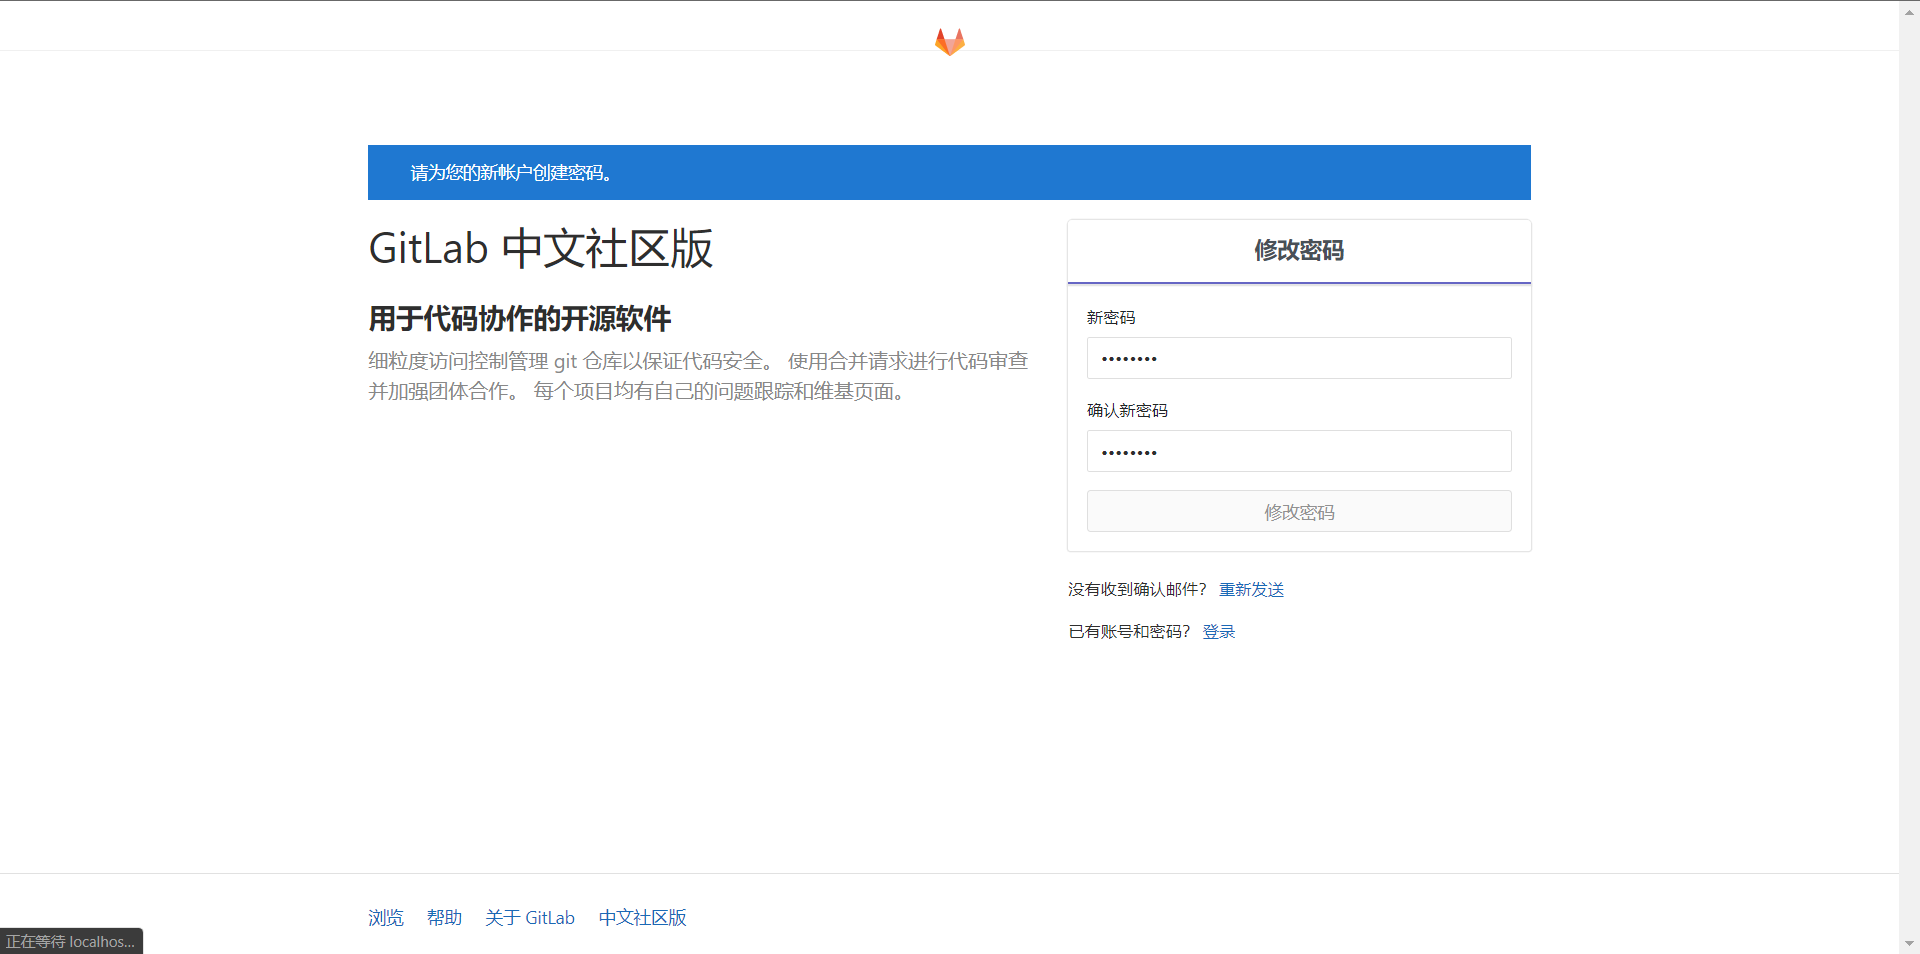 请为您的新帐户创建密码。
GitLab 中文社区版
用于代码协作的开源软件
细粒度访问控制管理 git 仓库以保证代码安全。 使用合并请求进行代码审查
并加强团体合作。 每个项目均有自己的问题跟踪和维基页面。
修改密码
新密码
••••••••
确认新密码
••••••••
修改密码
没有收到确认邮件？ 重新发送
已有账号和密码？ 登录
浏览 帮助 关于 GitLab 中文社区版
正在等待 localhos...